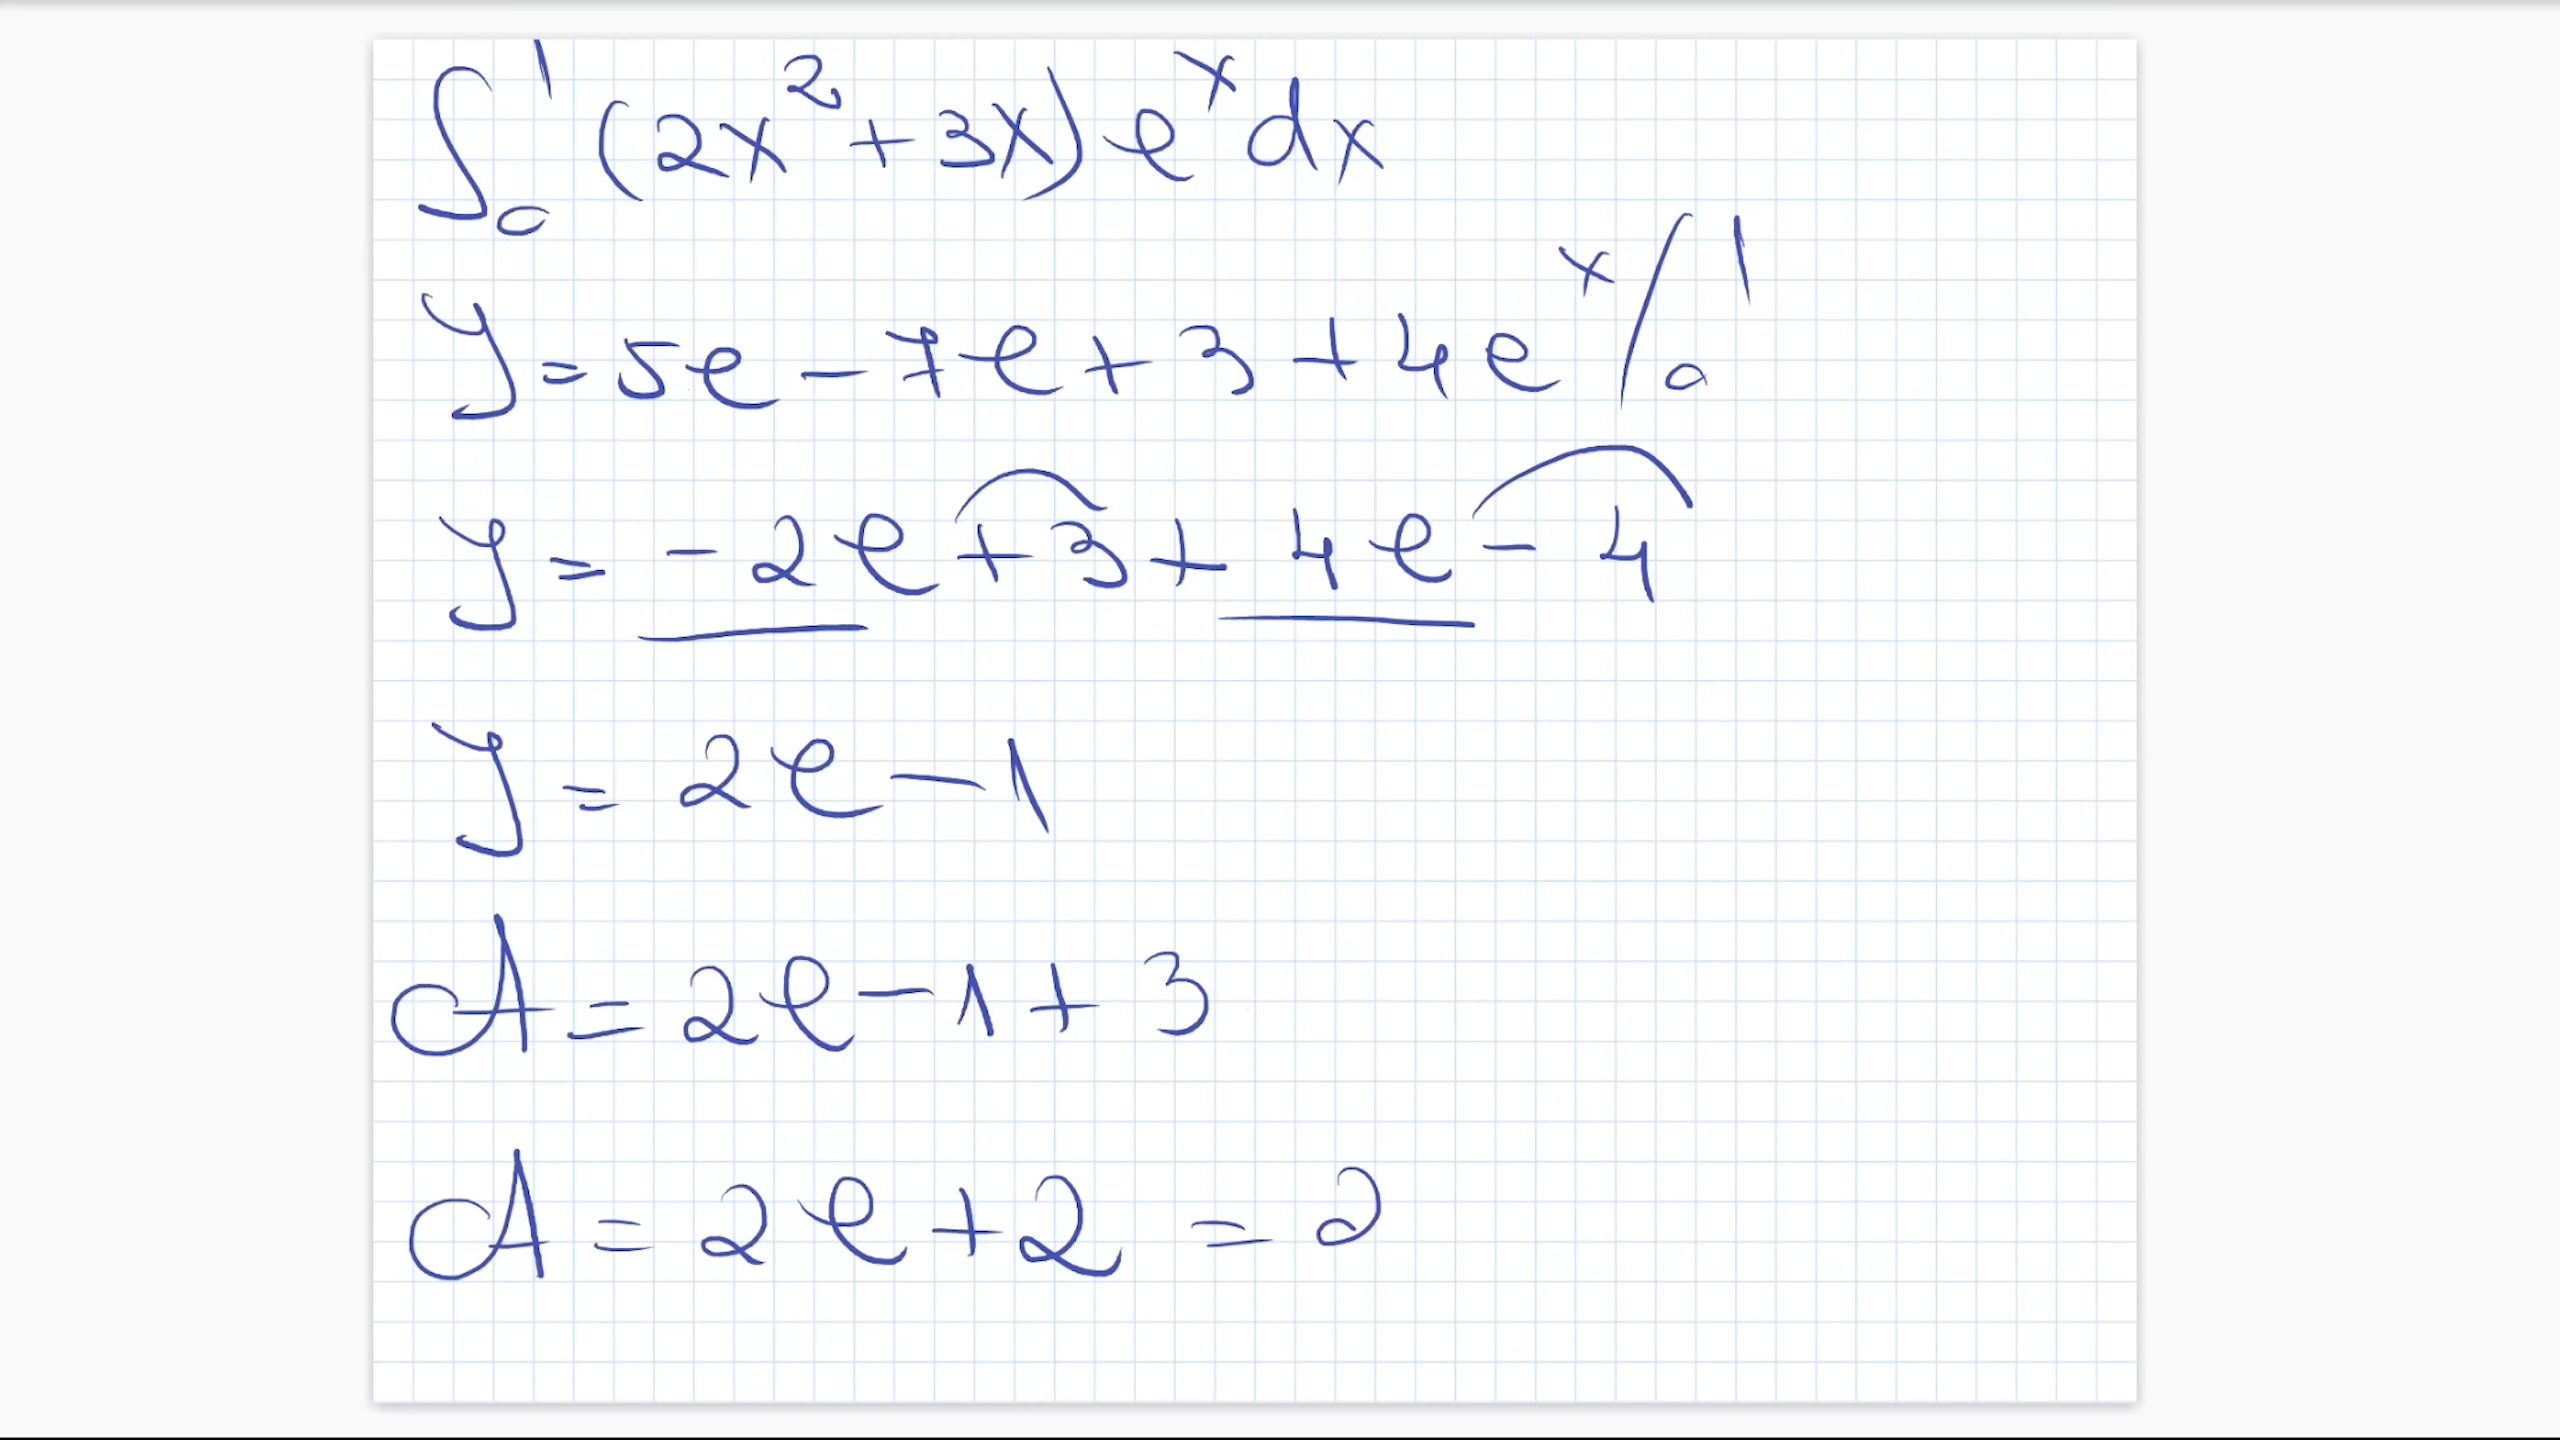 ∫₀¹ (2x² + 3x) eˣ dx
y = 5e − 7e + 3 + 4eˣ /₀¹
y = −2e + 3 + 4e − 4
y = 2e − 1
A = 2e − 1 + 3
A = 2e + 2 = 2